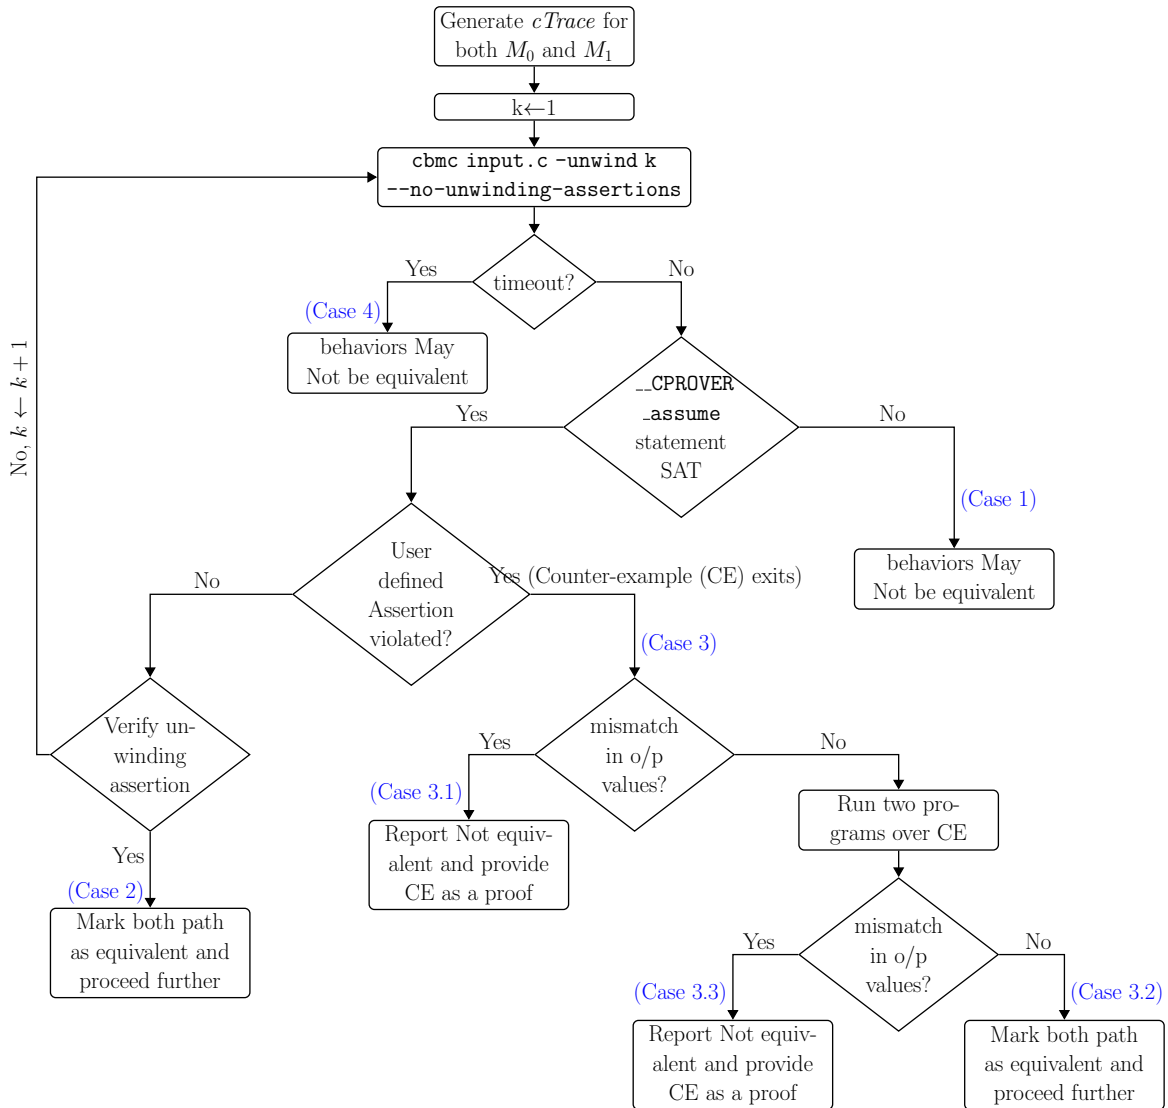 Generate cTrace for
both M₀ and M₁
k←1
cbmc input.c -unwind k
--no-unwinding-assertions
timeout?
Yes
No
(Case 4)
behaviors May
Not be equivalent
No, k ← k + 1
__CPROVER
_assume
statement
SAT
Yes
No
(Case 1)
behaviors May
Not be equivalent
User
defined
Assertion
violated?
No
Yes (Counter-example (CE) exits)
(Case 3)
Verify un-
winding
assertion
Yes
(Case 2)
Mark both path
as equivalent and
proceed further
mismatch
in o/p
values?
Yes
No
(Case 3.1)
Report Not equiv-
alent and provide
CE as a proof
Run two pro-
grams over CE
mismatch
in o/p
values?
Yes
No
(Case 3.3)
(Case 3.2)
Report Not equiv-
alent and provide
CE as a proof
Mark both path
as equivalent and
proceed further